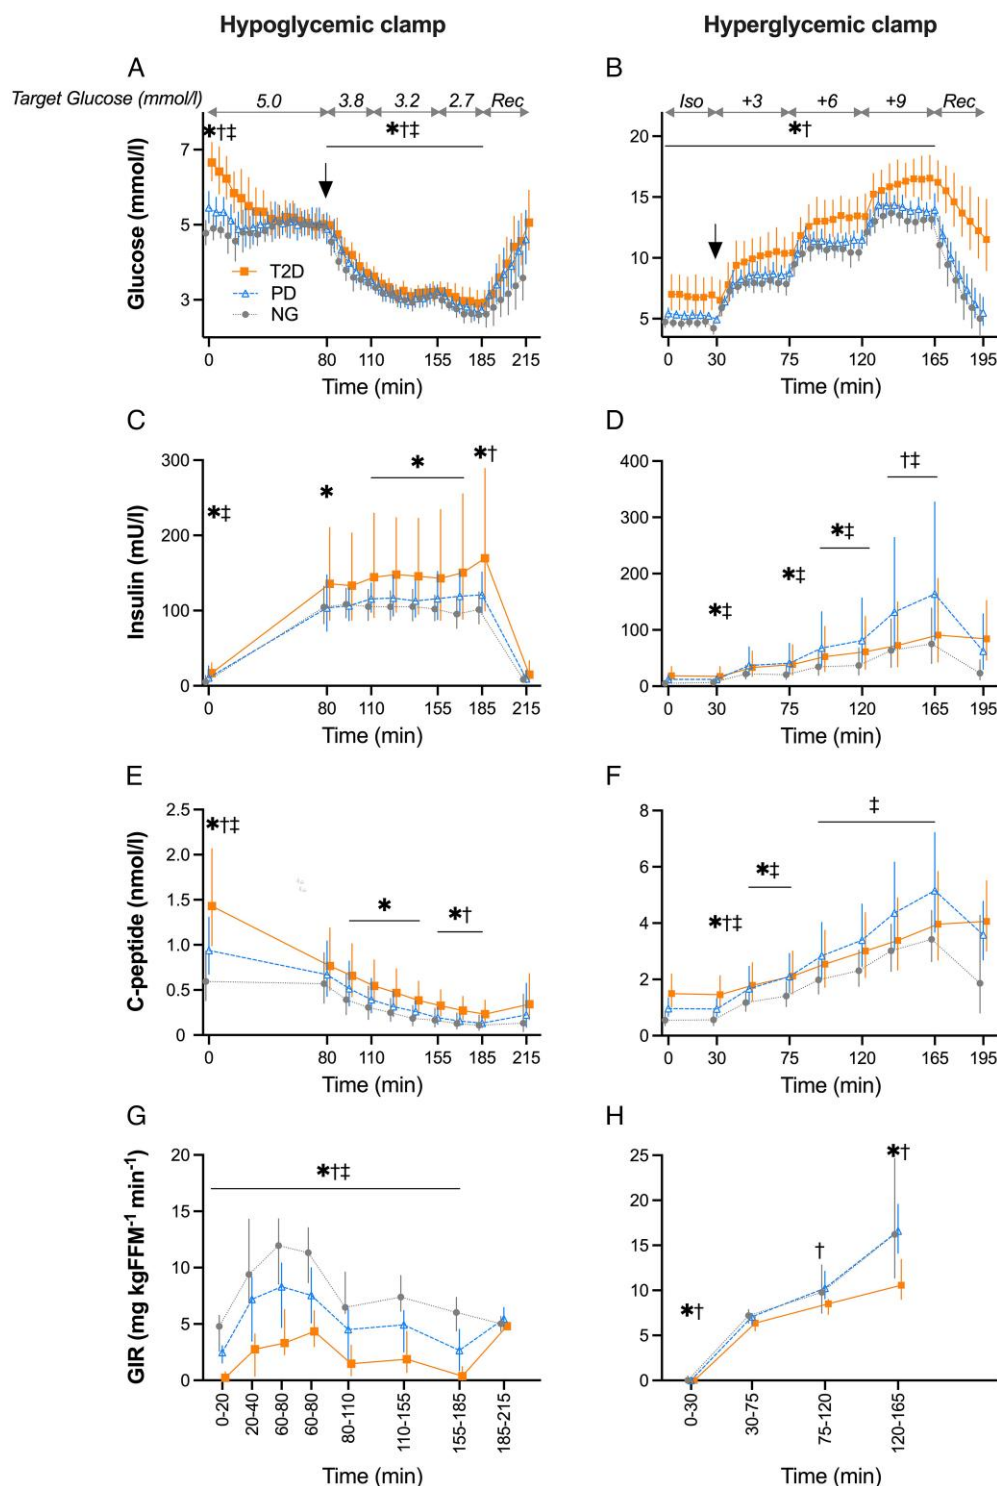 Hypoglycemic clamp
Hyperglycemic clamp
A
Target Glucose (mmol/l)
5.0 3.8 3.2 2.7 Rec
*†‡
*†‡
Glucose (mmol/l)
7
5
3
T2D
PD
NG
0 80 110 155 185 215
Time (min)
B
Iso +3 +6 +9 Rec
*†
20
15
10
5
0 30 75 120 165 195
Time (min)
C
Insulin (mU/l)
300
200
100
0
*‡
*
*
*†
0 80 110 155 185 215
Time (min)
D
400
300
200
100
0
*‡
*‡
*‡
†‡
0 30 75 120 165 195
Time (min)
E
C-peptide (nmol/l)
2.5
2.0
1.5
1.0
0.5
0
*†‡
*
*†
0 80 110 155 185 215
Time (min)
F
8
6
4
2
0
*†‡
*‡
‡
0 30 75 120 165 195
Time (min)
G
GIR (mg kgFFM⁻¹ min⁻¹)
20
15
10
5
0
*†‡
0-20 20-40 60-80 60-80 80-110 110-155 155-185 185-215
Time (min)
H
25
20
15
10
5
0
*†
†
*†
0-30 30-75 75-120 120-165
Time (min)